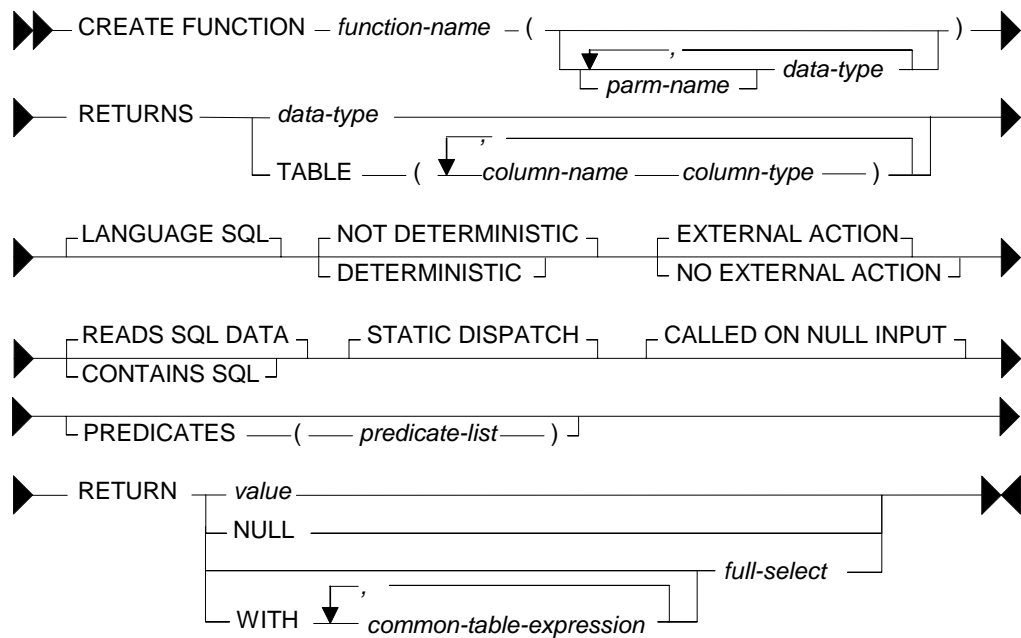 CREATE FUNCTION function-name ( , )
parm-name data-type
RETURNS data-type
,
TABLE ( column-name column-type )
LANGUAGE SQL NOT DETERMINISTIC EXTERNAL ACTION
DETERMINISTIC NO EXTERNAL ACTION
READS SQL DATA STATIC DISPATCH CALLED ON NULL INPUT
CONTAINS SQL
PREDICATES ( predicate-list )
RETURN value
NULL
full-select
,
WITH common-table-expression